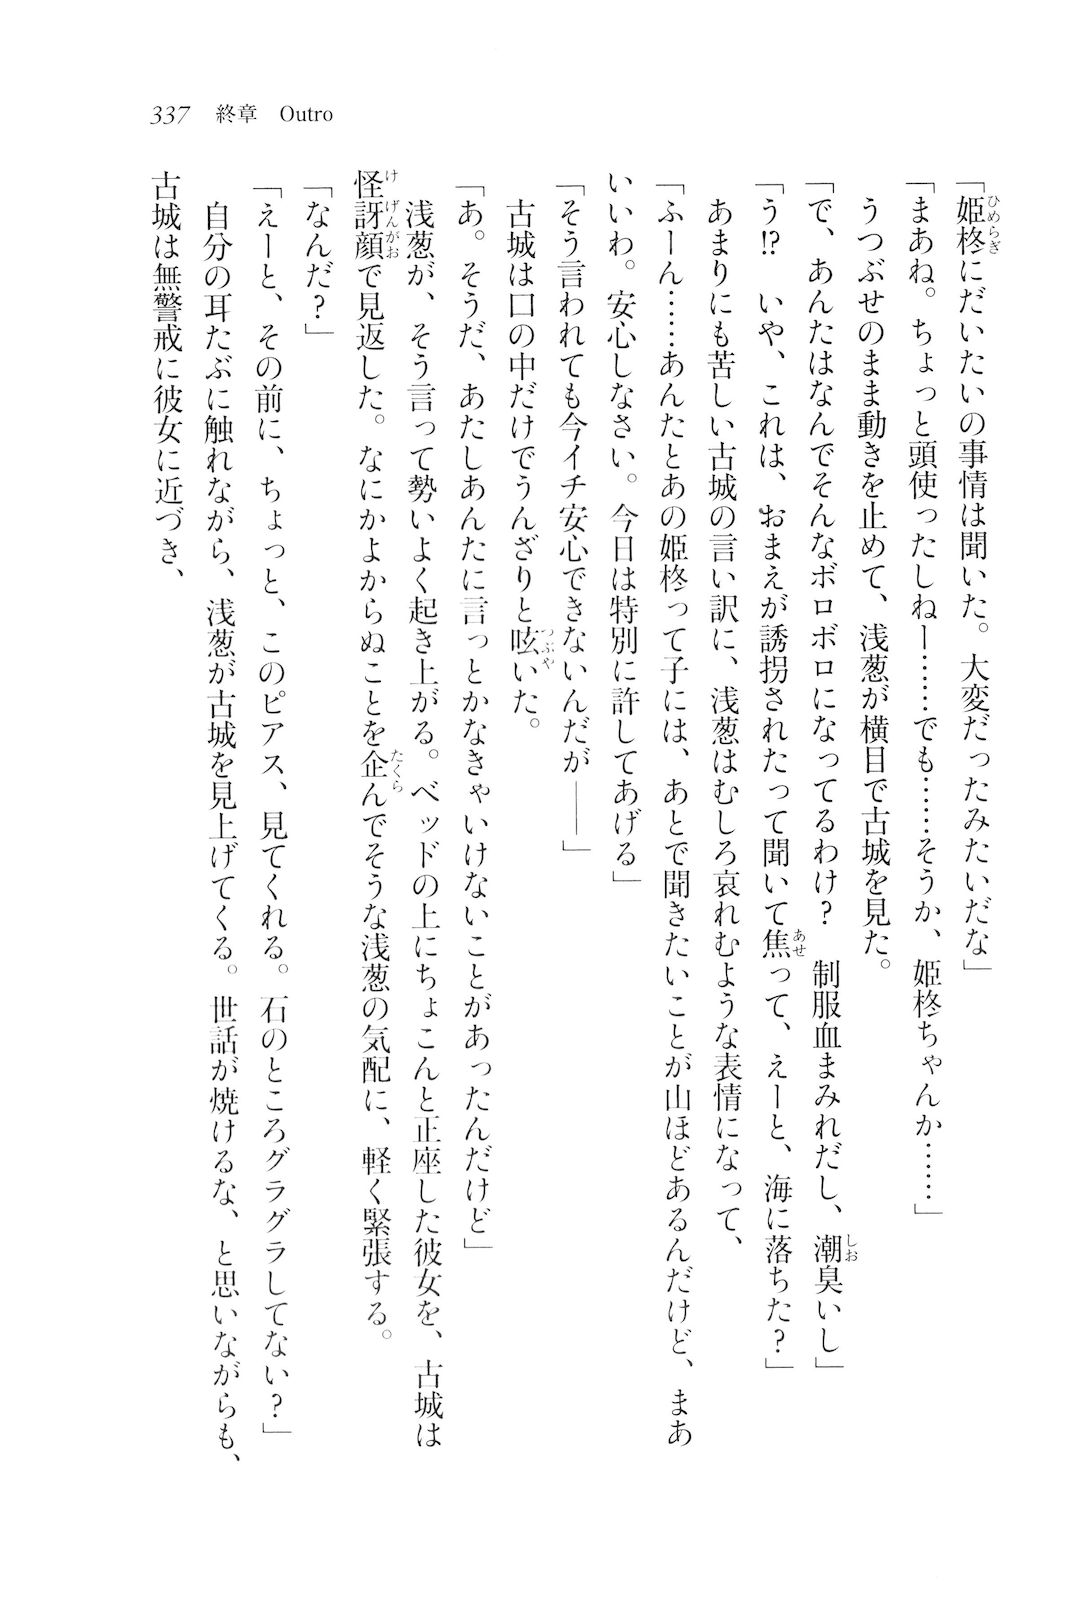 337　終章　Outro
「姫柊にだいたいの事情は聞いた。大変だったみたいだな」
「まあね。ちょっと頭使ったしねー……でも……そうか、姫柊ちゃんか……」
うつぶせのまま動きを止めて、浅葱が横目で古城を見た。
「で、あんたはなんでそんなボロボロになってるわけ？　制服血まみれだし、潮臭いし」
「う!?　いや、これは、おまえが誘拐されたって聞いて焦って、えーと、海に落ちた？」
あまりにも苦しい古城の言い訳に、浅葱はむしろ哀れむような表情になって、
「ふーん……あんたとあの姫柊って子には、あとで聞きたいことが山ほどあるんだけど、まあ
いいわ。安心しなさい。今日は特別に許してあげる」
「そう言われても今イチ安心できないんだが――」
古城は口の中だけでうんざりと呟いた。
「あ。そうだ、あたしあんたに言っとかなきゃいけないことがあったんだけど」
浅葱が、そう言って勢いよく起き上がる。ベッドの上にちょこんと正座した彼女を、古城は
怪訝顔で見返した。なにかよからぬことを企んでそうな浅葱の気配に、軽く緊張する。
「なんだ？」
「えーと、その前に、ちょっと、このピアス、見てくれる。石のところグラグラしてない？」
自分の耳たぶに触れながら、浅葱が古城を見上げてくる。世話が焼けるな、と思いながらも、
古城は無警戒に彼女に近づき、